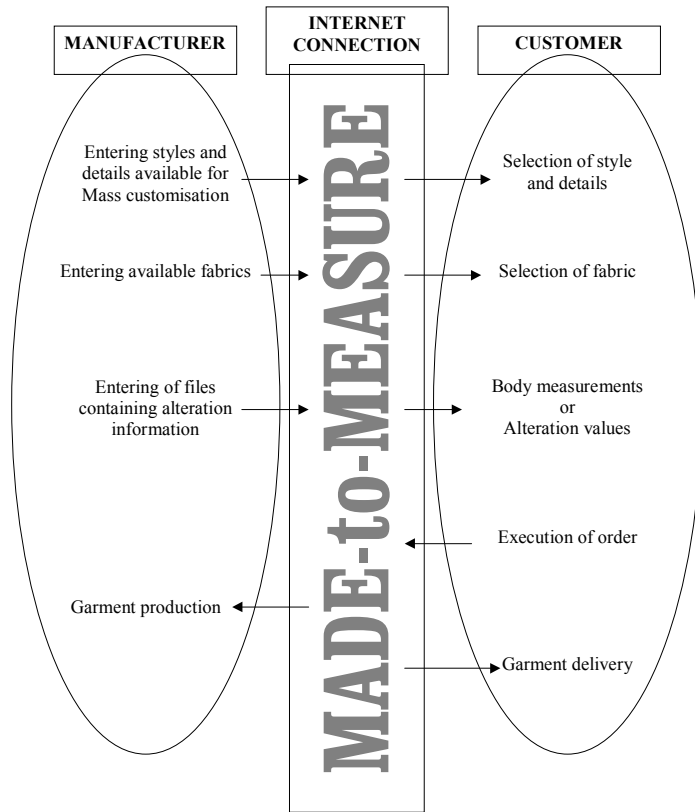 MANUFACTURER
INTERNET
CONNECTION
CUSTOMER
Entering styles and
details available for
Mass customisation
Selection of style
and details
Entering available fabrics
Selection of fabric
Entering of files
containing alteration
information
Body measurements
or
Alteration values
Execution of order
Garment production
Garment delivery
MADE-to-MEASURE